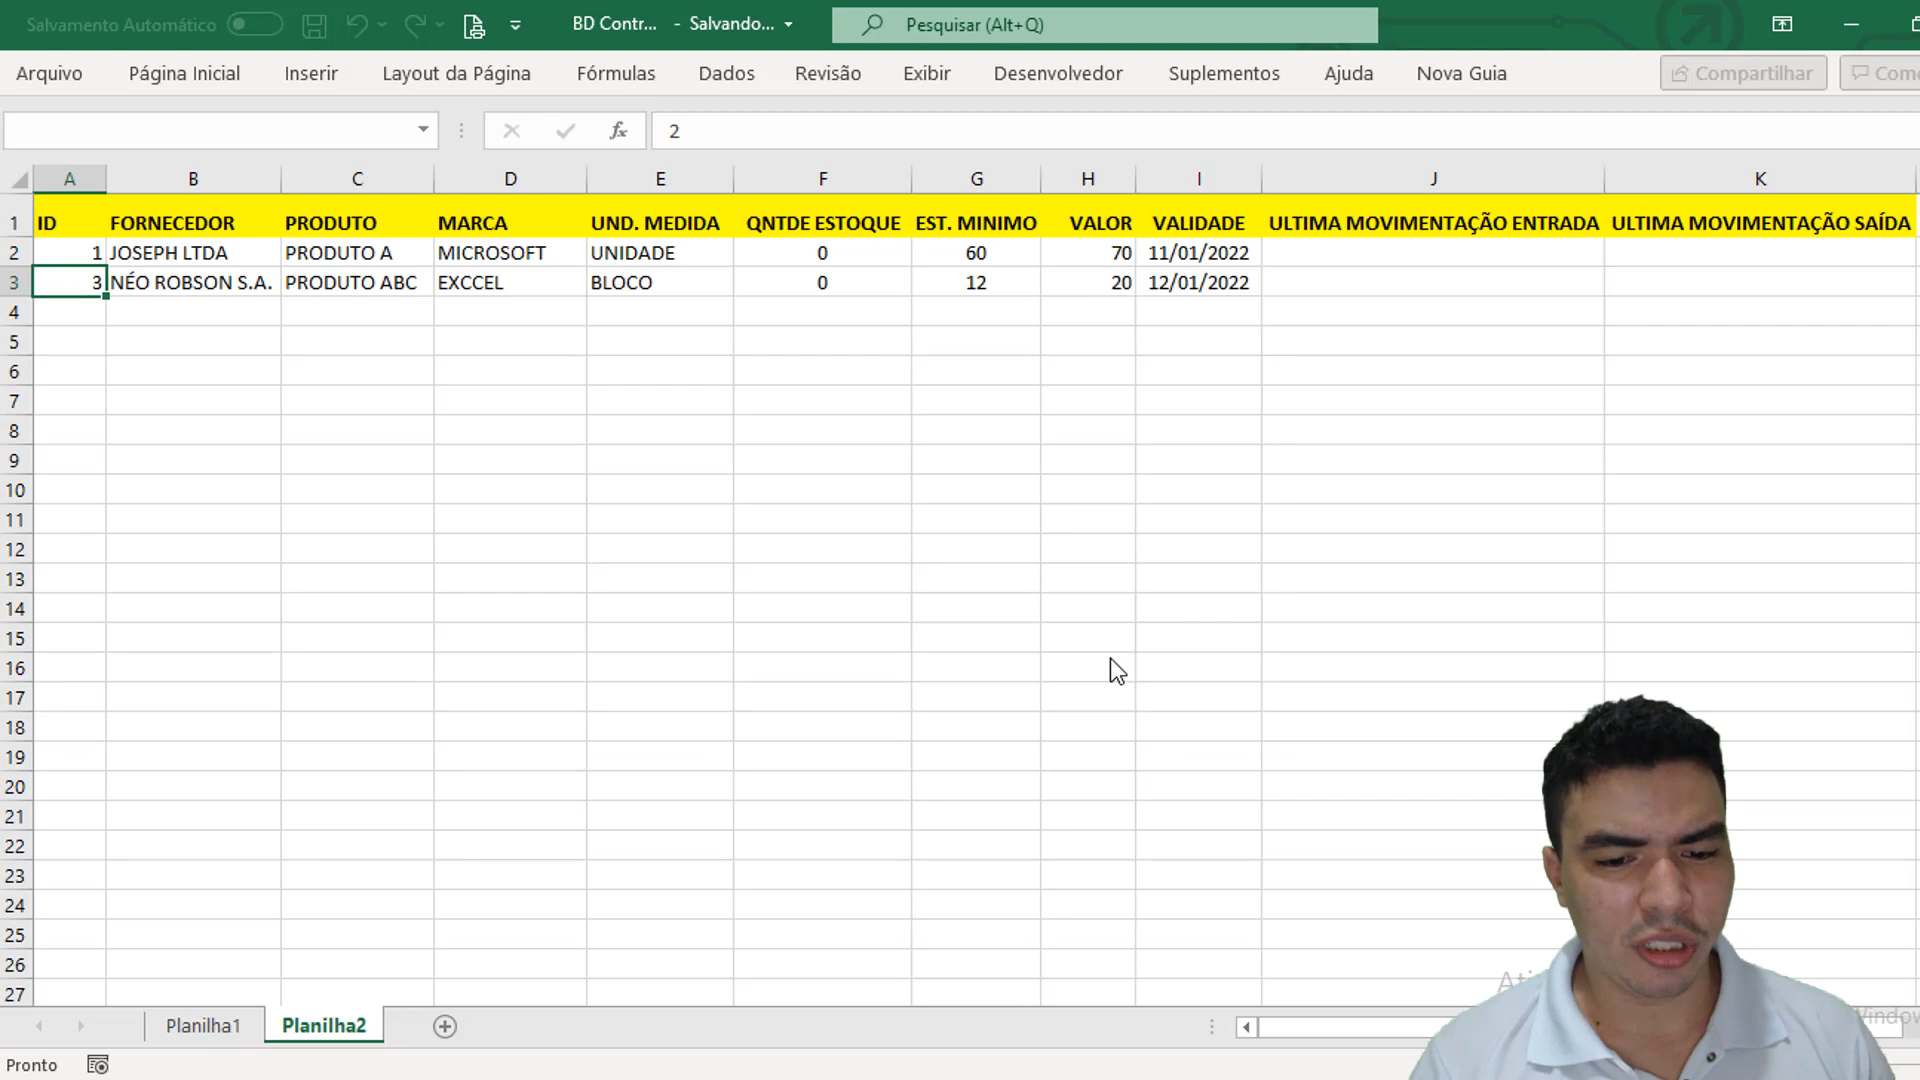 Salvamento Automático
BD Contr... - Salvando...
Pesquisar (Alt+Q)
Arquivo Página Inicial Inserir Layout da Página Fórmulas Dados Revisão Exibir Desenvolvedor Suplementos Ajuda Nova Guia Compartilhar Come
fx 2
A B C D E F G H I J K
1 ID FORNECEDOR PRODUTO MARCA UND. MEDIDA QNTDE ESTOQUE EST. MINIMO VALOR VALIDADE ULTIMA MOVIMENTAÇÃO ENTRADA ULTIMA MOVIMENTAÇÃO SAÍDA
2 1 JOSEPH LTDA PRODUTO A MICROSOFT UNIDADE 0 60 70 11/01/2022
3 3 NÉO ROBSON S.A. PRODUTO ABC EXCCEL BLOCO 0 12 20 12/01/2022
4
5
6
7
8
9
10
11
12
13
14
15
16
17
18
19
20
21
22
23
24
25
26
27
Planilha1 Planilha2
Pronto